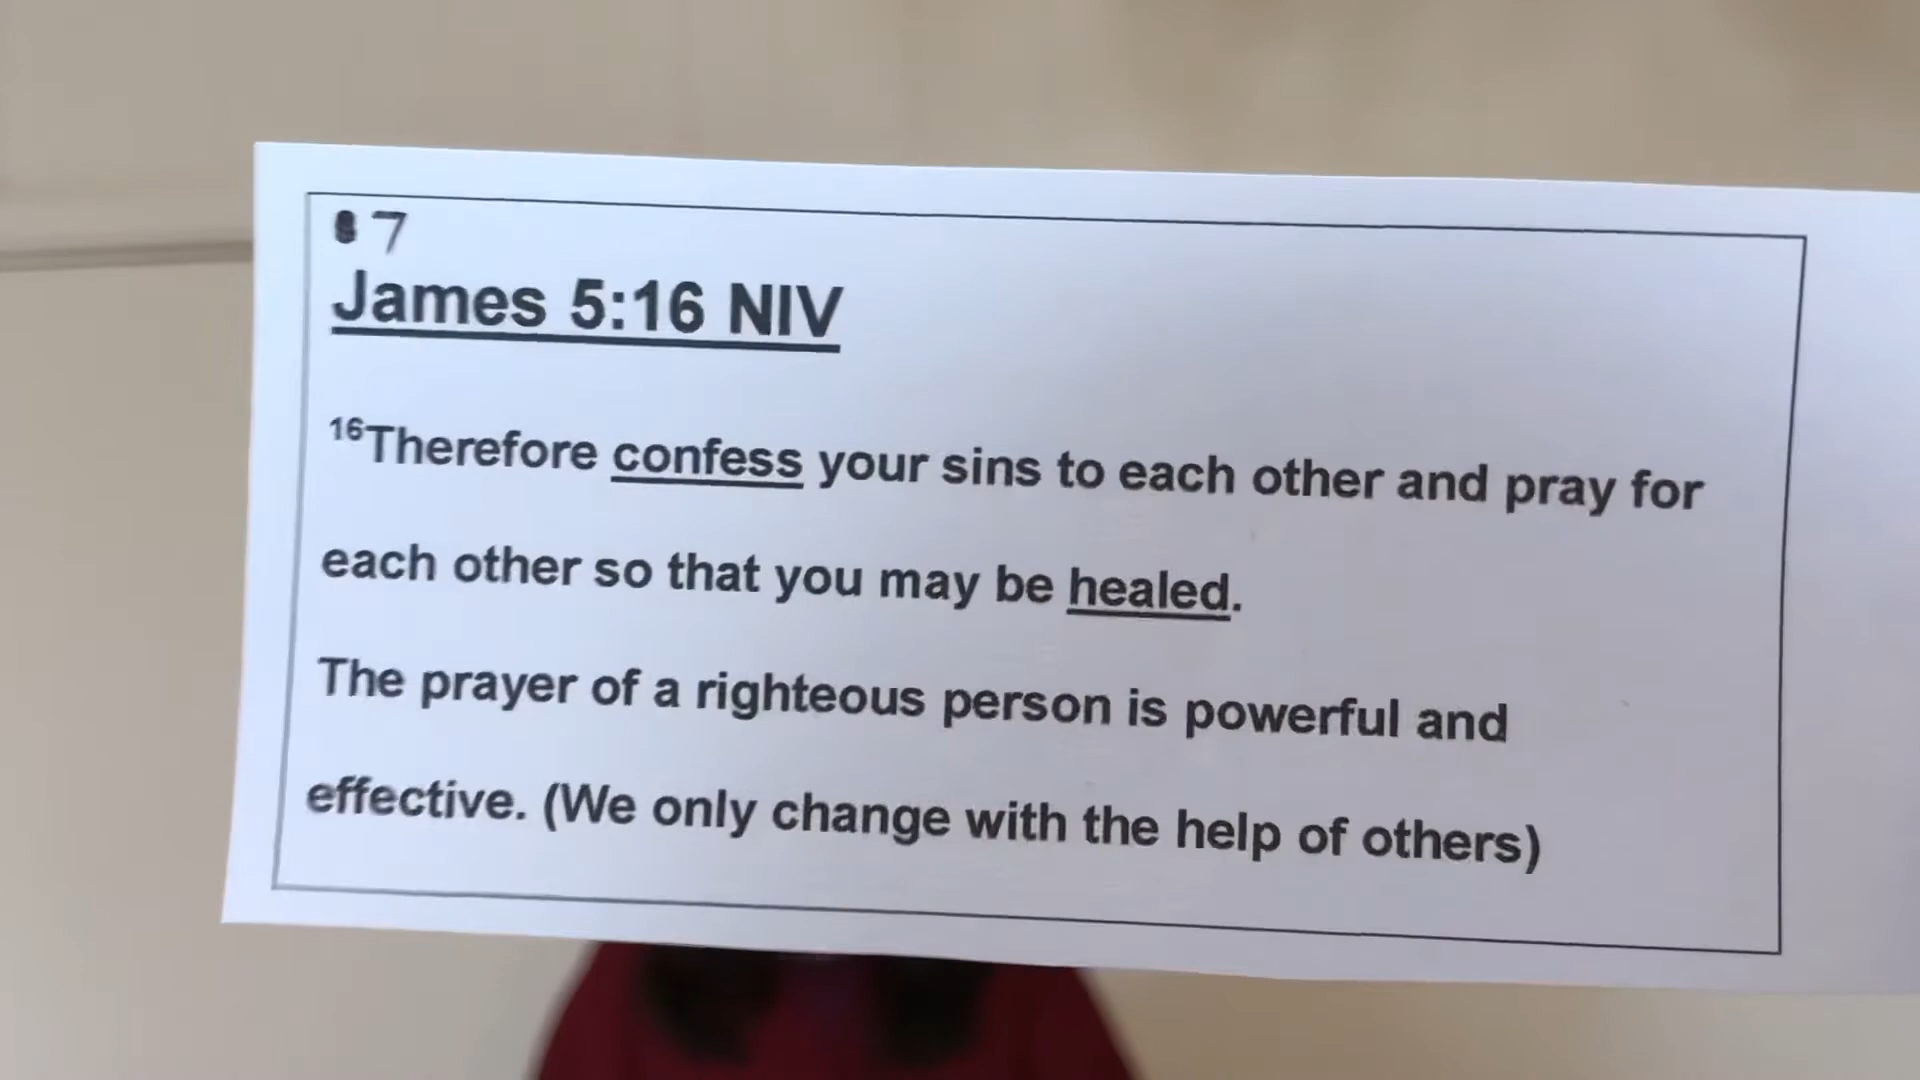 7
James 5:16 NIV
16Therefore confess your sins to each other and pray for
each other so that you may be healed.
The prayer of a righteous person is powerful and
effective. (We only change with the help of others)